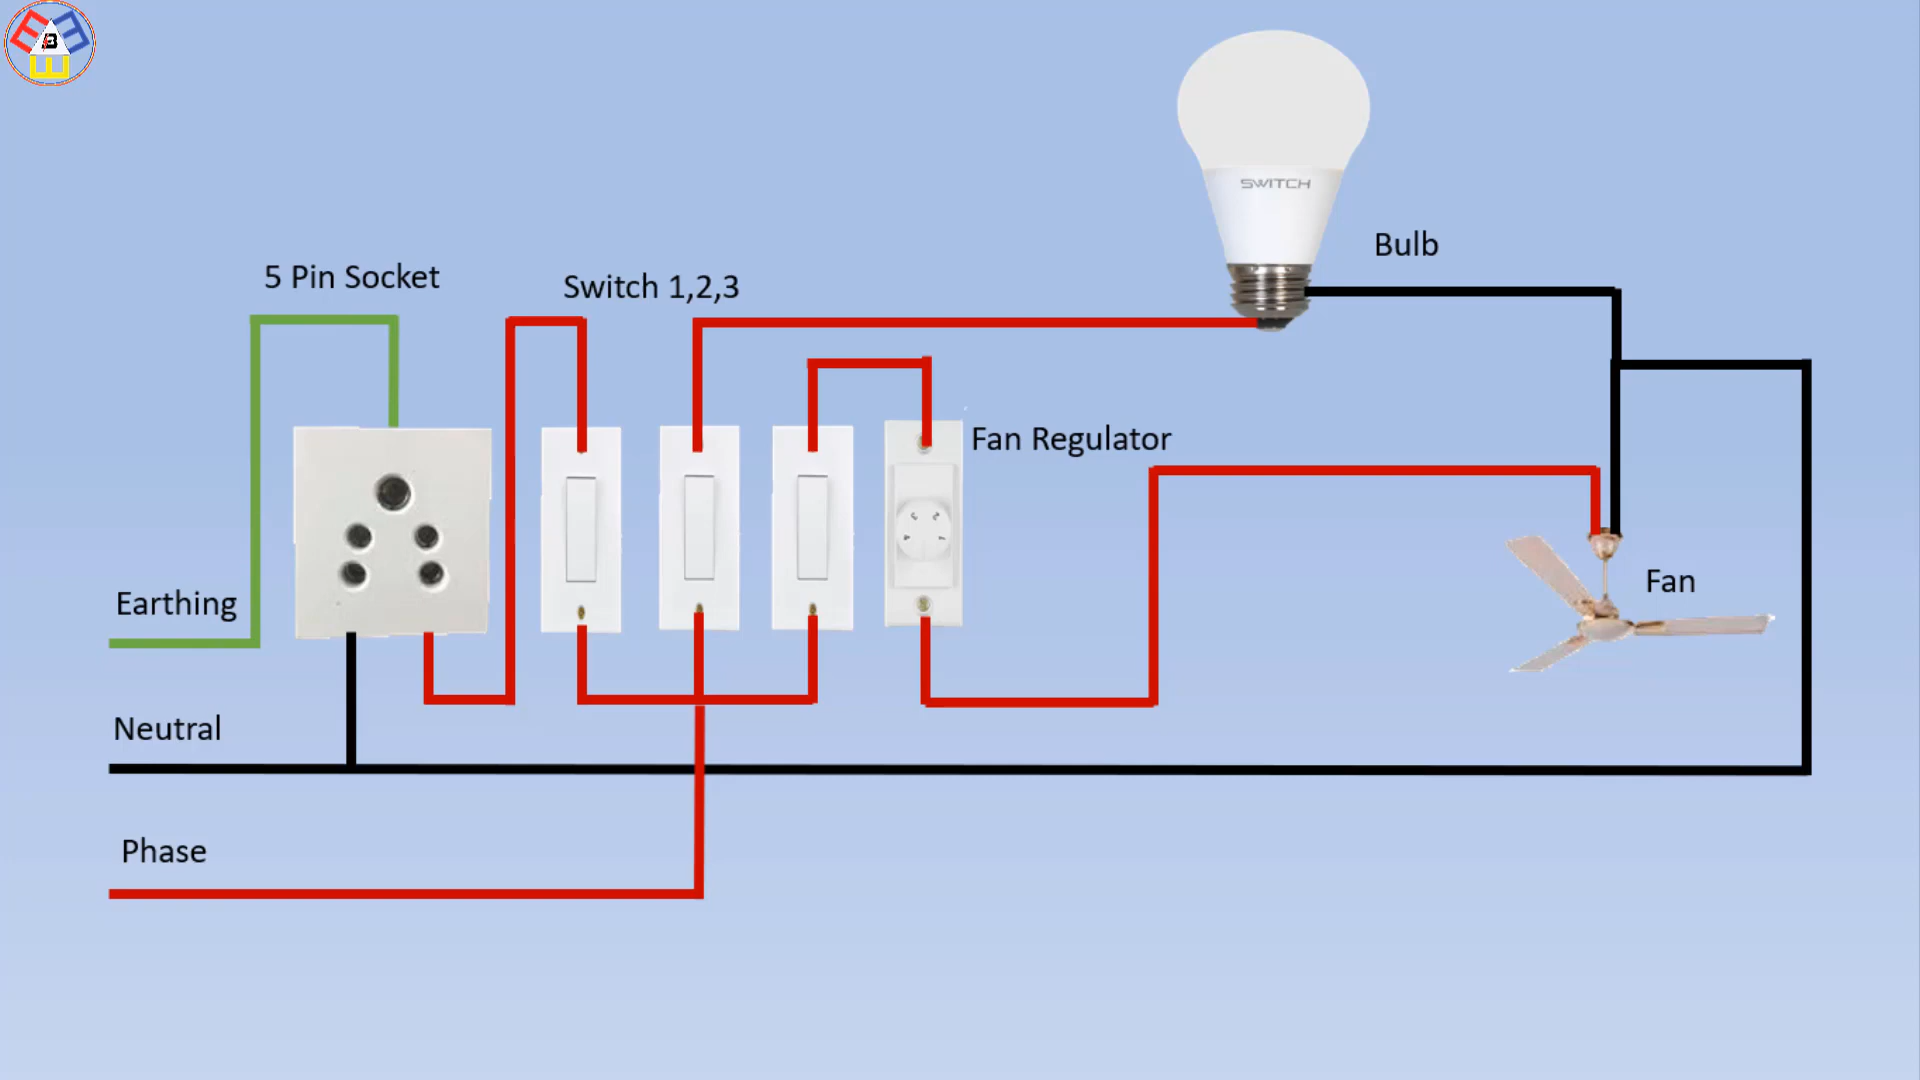 B
5 Pin Socket
Switch 1,2,3
SWITCH
Bulb
Fan Regulator
Earthing
Fan
Neutral
Phase